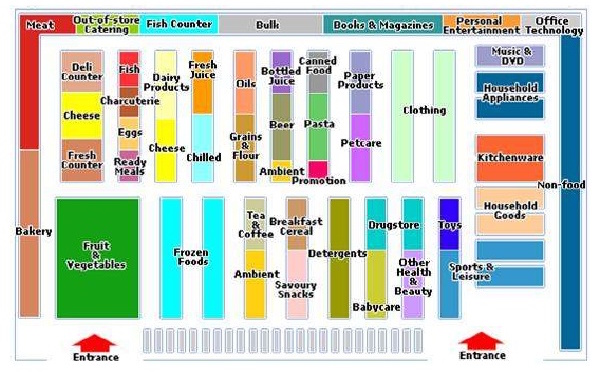 Meat
Out-of-store
Catering
Fish Counter
Bulk
Books & Magazines
Personal
Entertainment
Office
Technology
Deli
Counter
Cheese
Fresh
Counter
Fish
Charcuterie
Eggs
Ready
Meals
Dairy
Products
Cheese
Fresh
Juice
Chilled
Oils
Grains
&
Flour
Bottled
Juice
Beer
Ambient
Canned
Food
Pasta
Promotion
Paper
Products
Petcare
Clothing
Music &
DVD
Household
Appliances
Kitchenware
Household
Goods
Sports &
Leisure
Non-food
Bakery
Fruit
&
Vegetables
Frozen
Foods
Tea
&
Coffee
Ambient
Breakfast
Cereal
Savoury
Snacks
Detergents
Drugstore
Babycare
Other
Health
&
Beauty
Toys
Entrance
Entrance